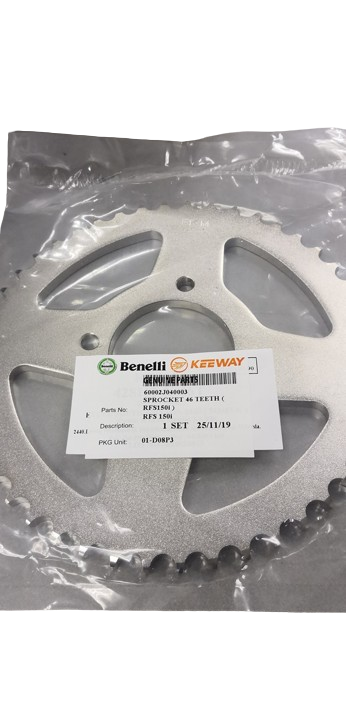 Benelli KEEWAY
GENUINE PARTS
60002J040003
SPROCKET 46 TEETH (
Parts No: RFS150i )
RFS 150i
Description: 1 SET 25/11/19
PKG Unit: 01-D08P3